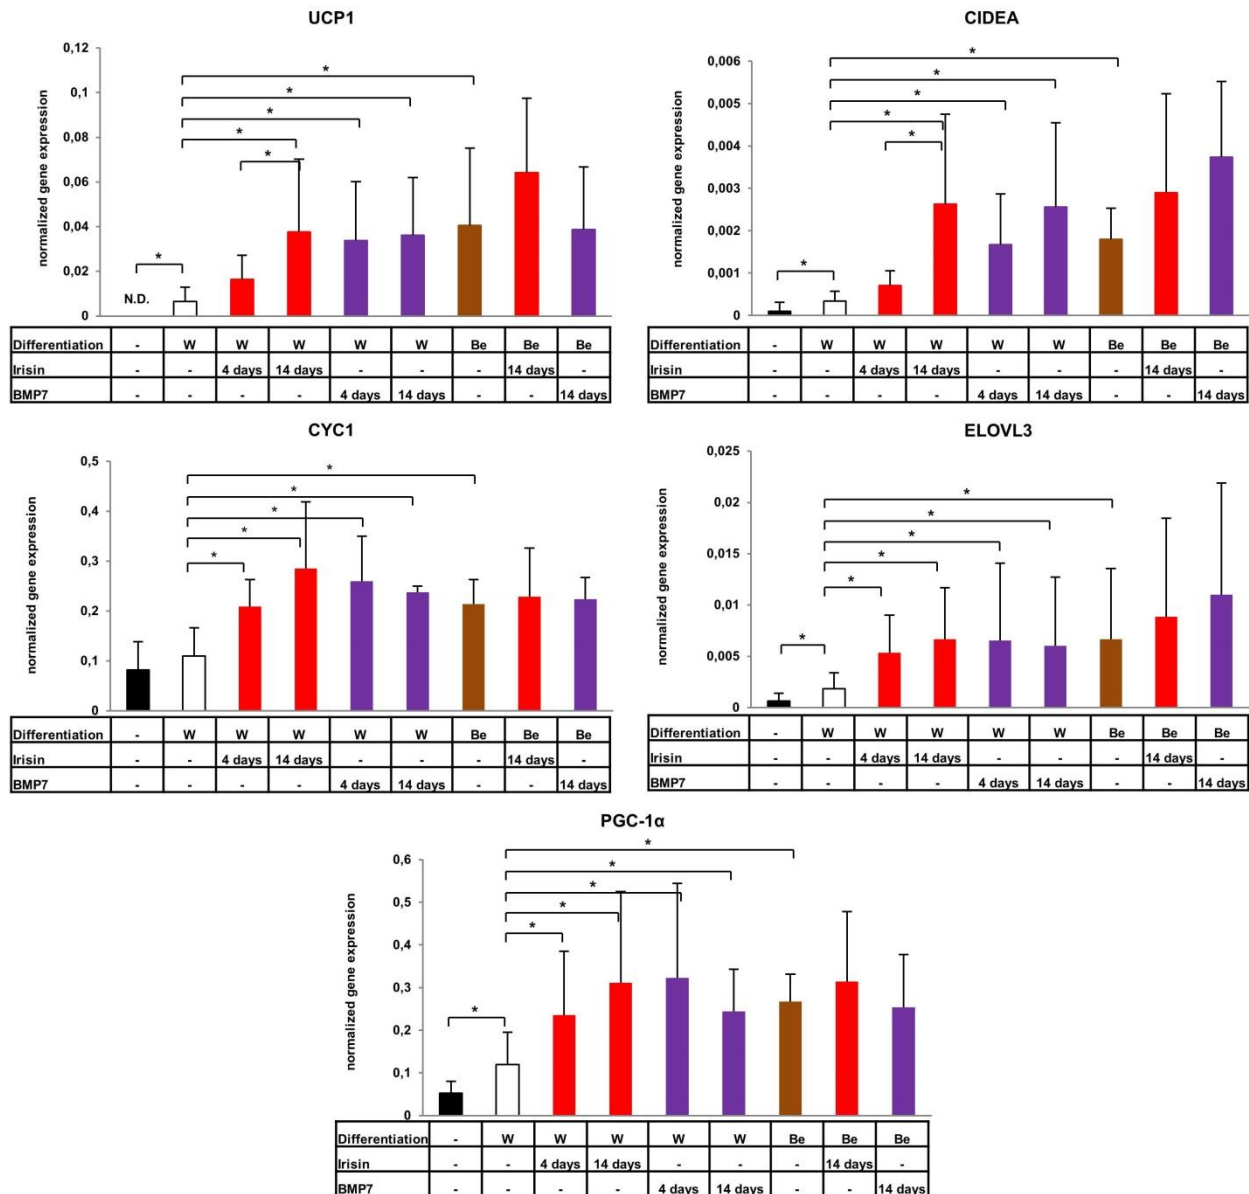 UCP1
normalized gene expression
0,12
0,1
0,08
0,06
0,04
0,02
0
* * * * * *
N.D.
Differentiation - W W W W W Be Be Be
Irisin - - 4 days 14 days - - - 14 days -
BMP7 - - - - 4 days 14 days - - 14 days
CIDEA
normalized gene expression
0,006
0,005
0,004
0,003
0,002
0,001
0
* * * * * *
Differentiation - W W W W W Be Be Be
Irisin - - 4 days 14 days - - - 14 days -
BMP7 - - - - 4 days 14 days - - 14 days
CYC1
normalized gene expression
0,5
0,4
0,3
0,2
0,1
0
* * * * *
Differentiation - W W W W W Be Be Be
Irisin - - 4 days 14 days - - - 14 days -
BMP7 - - - - 4 days 14 days - - 14 days
ELOVL3
normalized gene expression
0,025
0,02
0,015
0,01
0,005
0
* * * * * *
Differentiation - W W W W W Be Be Be
Irisin - - 4 days 14 days - - - 14 days -
BMP7 - - - - 4 days 14 days - - 14 days
PGC-1α
normalized gene expression
0,6
0,5
0,4
0,3
0,2
0,1
0
* * * * * *
Differentiation - W W W W W Be Be Be
Irisin - - 4 days 14 days - - - 14 days -
BMP7 - - - - 4 days 14 days - - 14 days